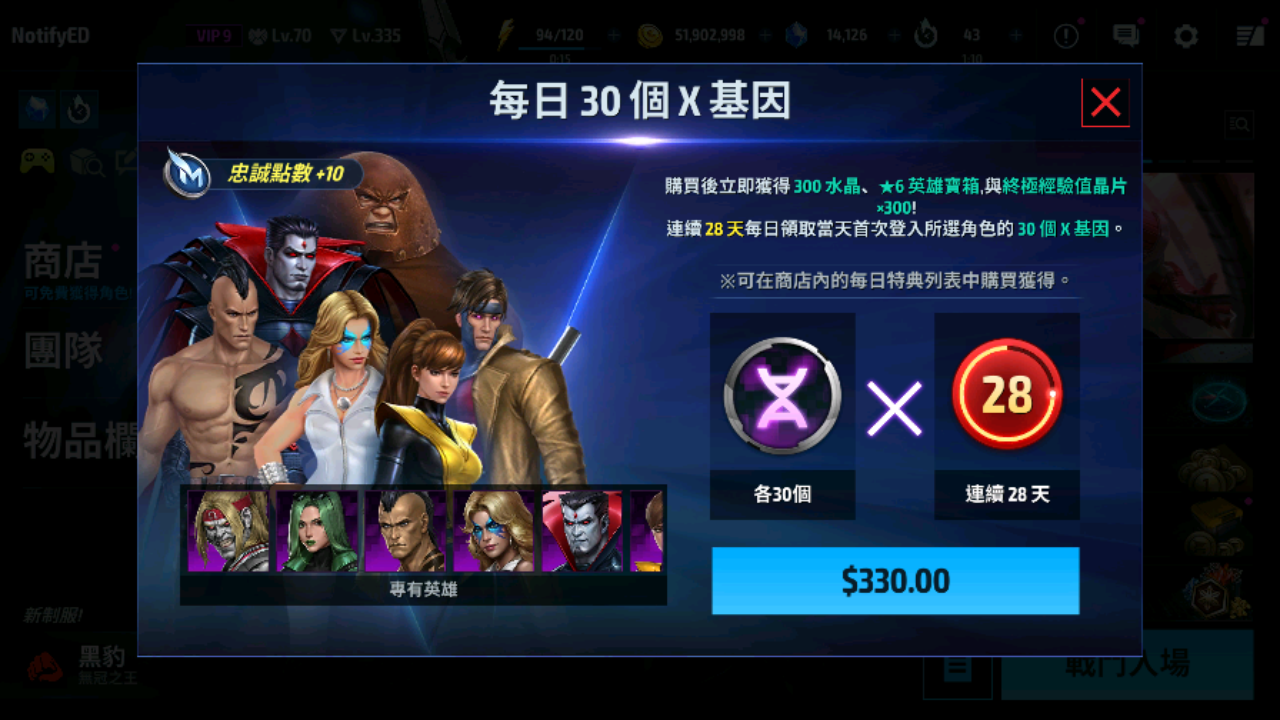 NotifyED
VIP 9
Lv.70
Lv.335
94/120
0:15
51,902,998
14,126
43
1:10
每日 30 個 X 基因
忠誠點數 +10
購買後立即獲得 300 水晶、★6 英雄寶箱,與終極經驗值晶片
×300!
連續 28 天每日領取當天首次登入所選角色的 30 個 X 基因。
※可在商店內的每日特典列表中購買獲得。
商店
可免費獲得角色!
團隊
物品欄
28
各30個
連續 28 天
專有英雄
$330.00
新制服!
黑豹
無冠之王
戰鬥入場